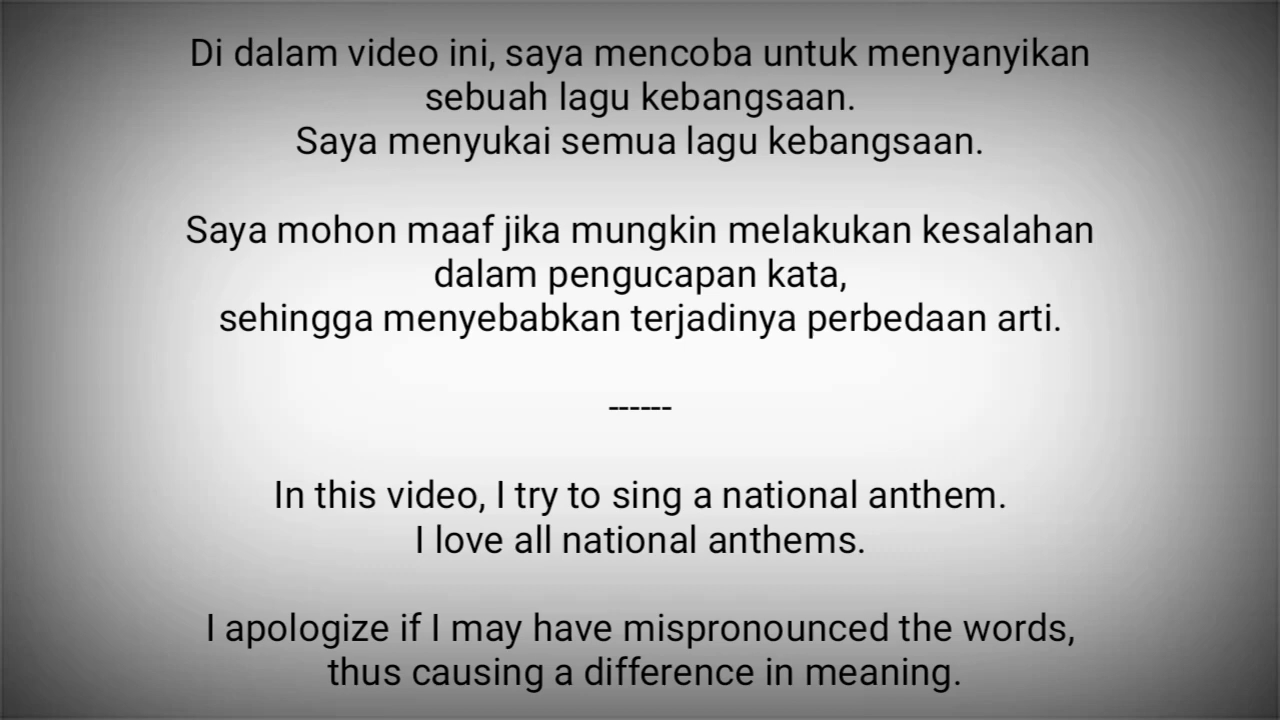 Di dalam video ini, saya mencoba untuk menyanyikan
sebuah lagu kebangsaan.
Saya menyukai semua lagu kebangsaan.
Saya mohon maaf jika mungkin melakukan kesalahan
dalam pengucapan kata,
sehingga menyebabkan terjadinya perbedaan arti.
------
In this video, I try to sing a national anthem.
I love all national anthems.
I apologize if I may have mispronounced the words,
thus causing a difference in meaning.